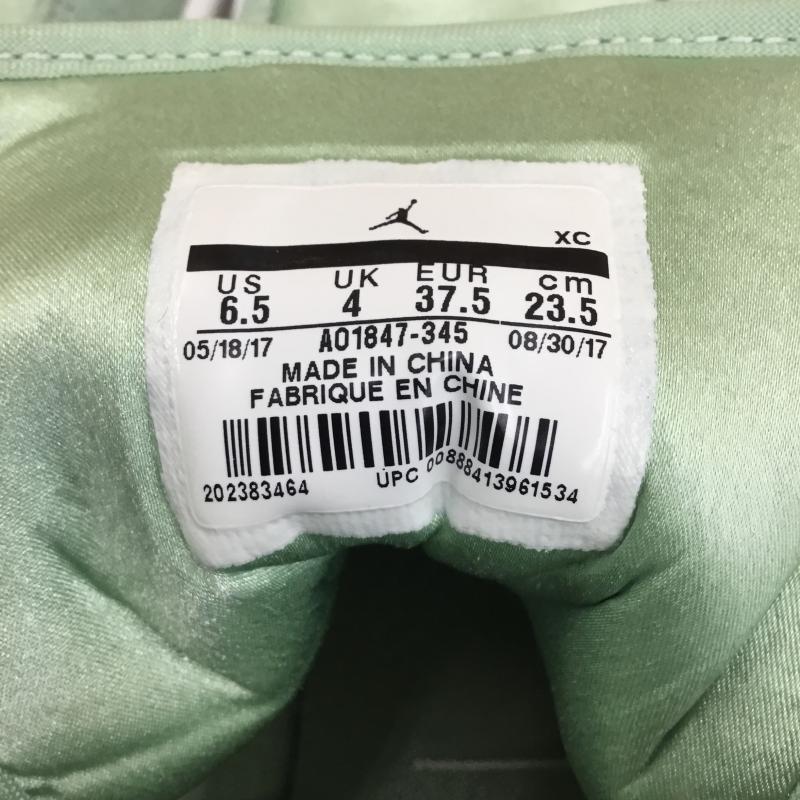 XC
US UK EUR cm
6.5 4 37.5 23.5
05/18/17 AO1847-345 08/30/17
MADE IN CHINA
FABRIQUE EN CHINE
202383464 UPC 00888413961534